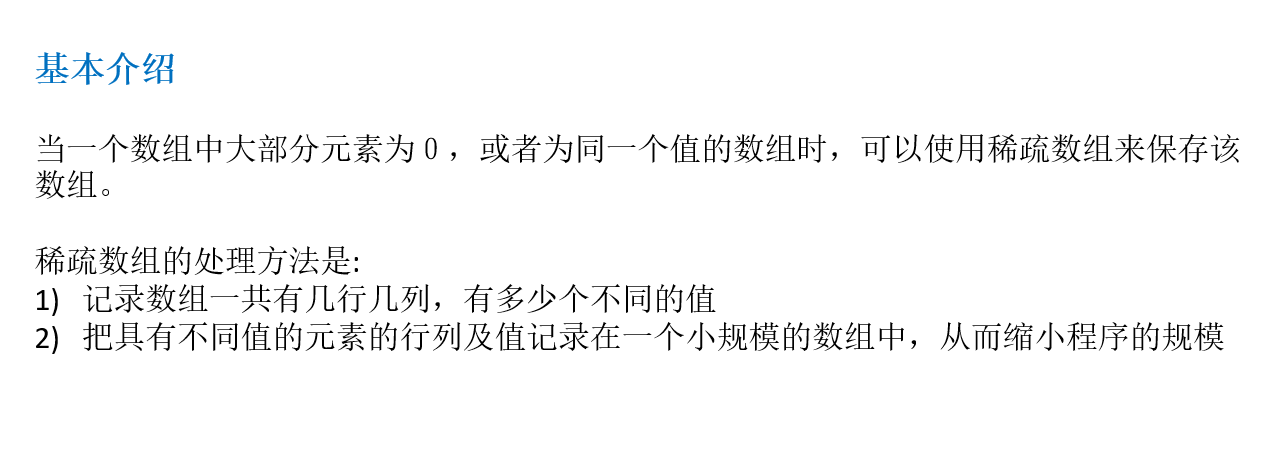 基本介绍
当一个数组中大部分元素为０，或者为同一个值的数组时，可以使用稀疏数组来保存该
数组。
稀疏数组的处理方法是:
1) 记录数组一共有几行几列，有多少个不同的值
2) 把具有不同值的元素的行列及值记录在一个小规模的数组中，从而缩小程序的规模